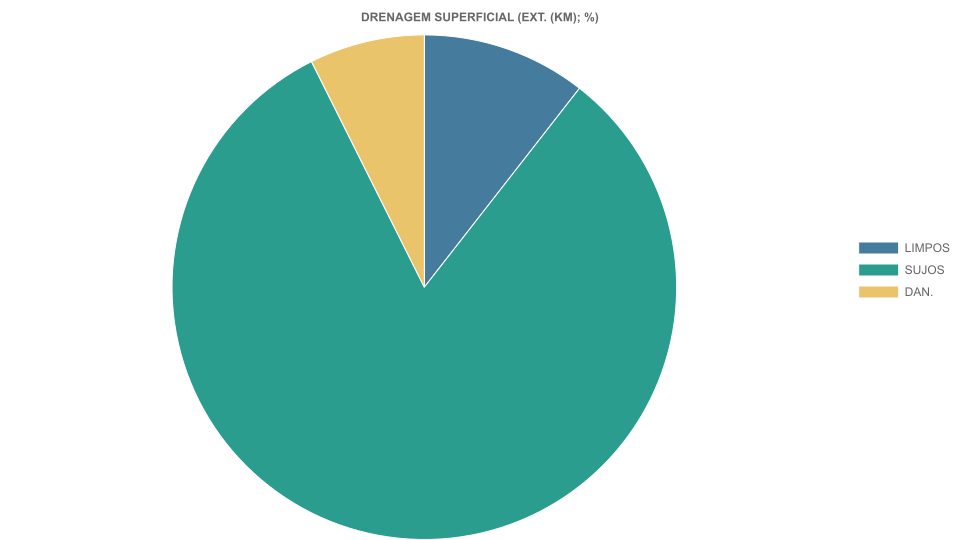 DRENAGEM SUPERFICIAL (EXT. (KM); %)
LIMPOS
SUJOS
DAN.